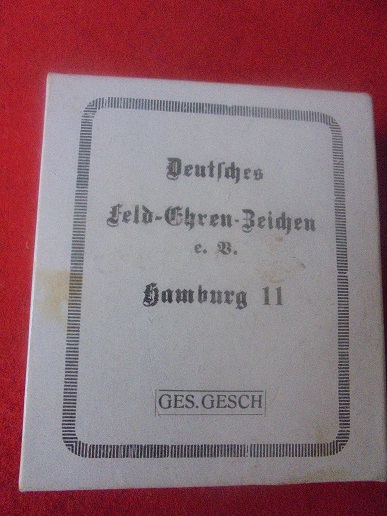 Deutſches
Feld-Ehren-Zeichen
e. V.
Hamburg 11
GES. GESCH